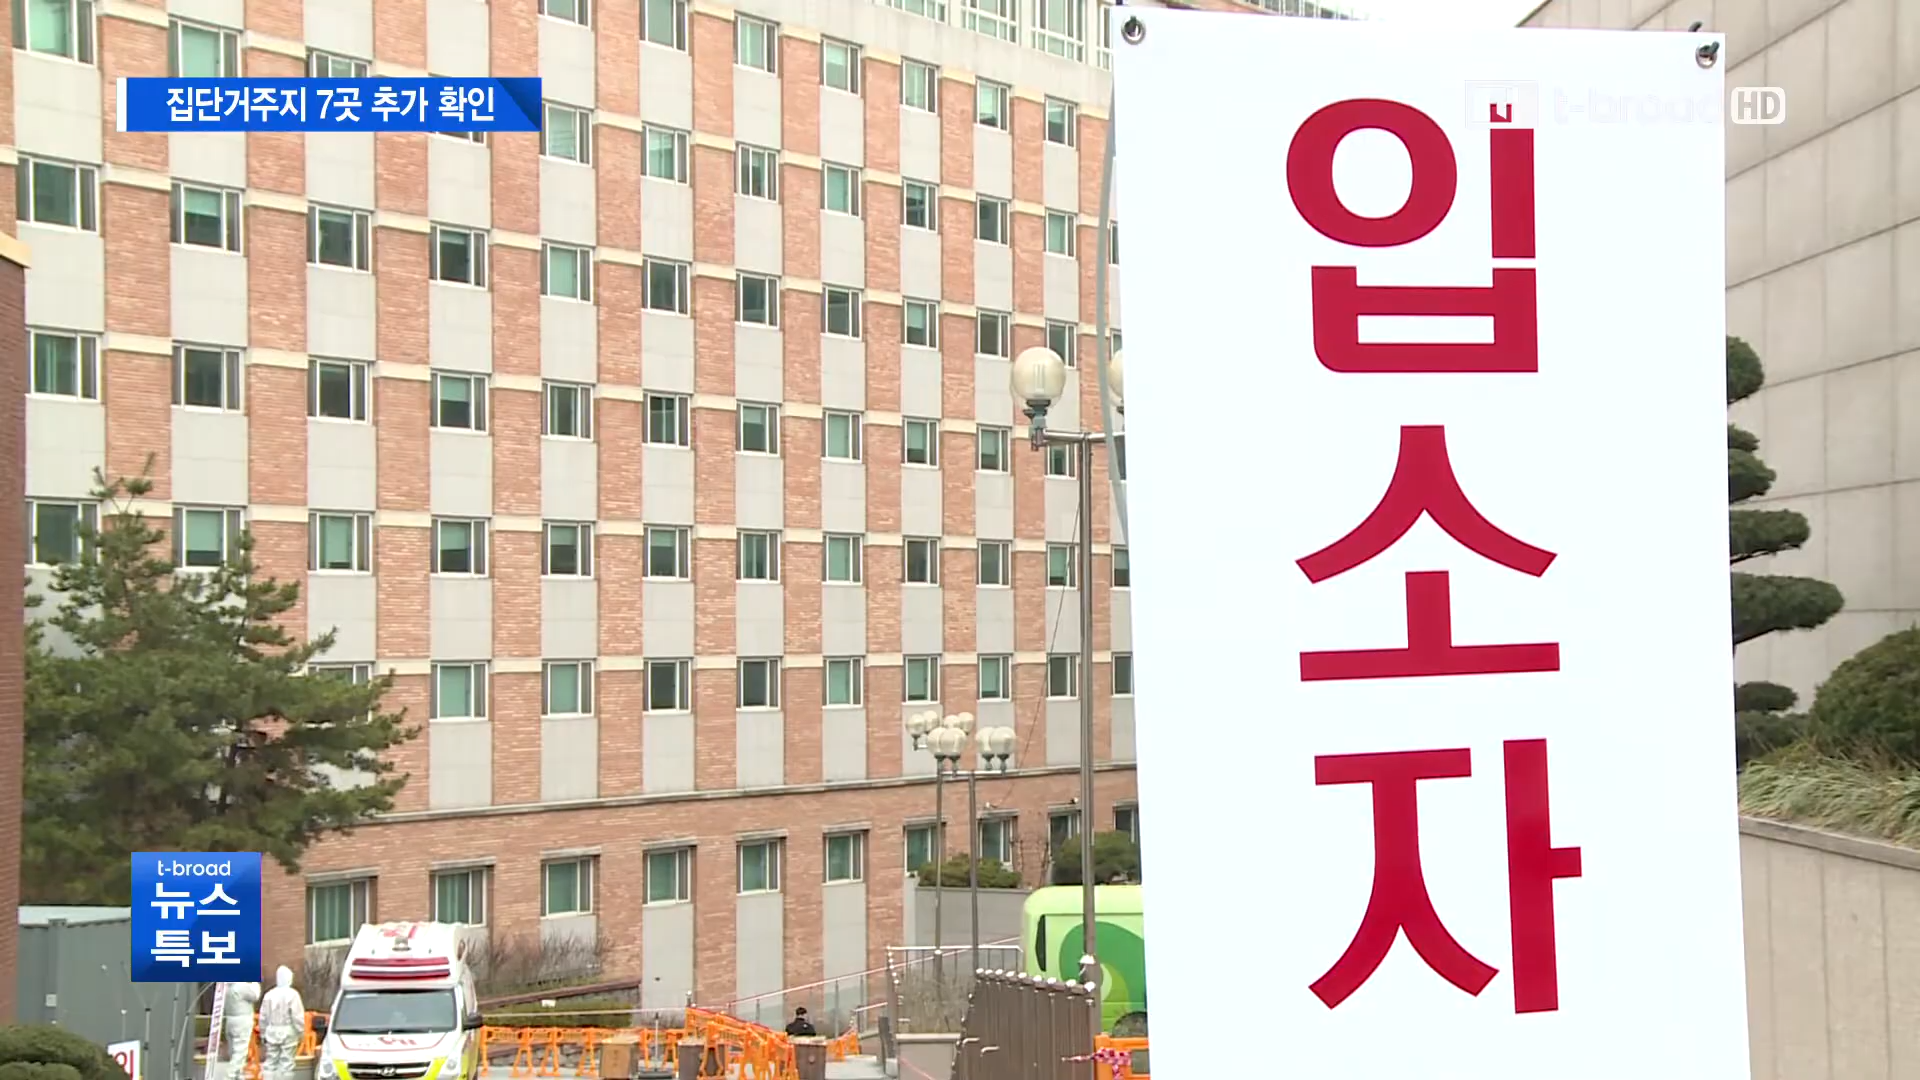 집단거주지 7곳 추가 확인
t-broad HD
입
소
자
t-broad
뉴스
특보